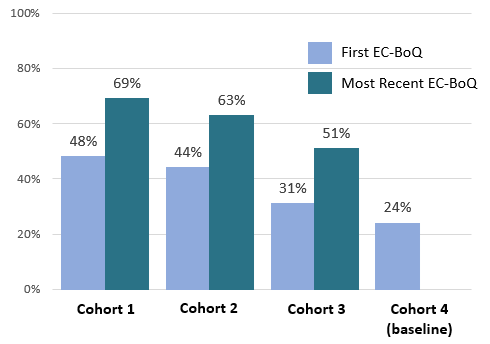 100%
First EC-BoQ
Most Recent EC-BoQ
80%
69%
63%
60%
51%
48%
44%
40%
31%
24%
20%
0%
Cohort 1
Cohort 2
Cohort 3
Cohort 4
(baseline)